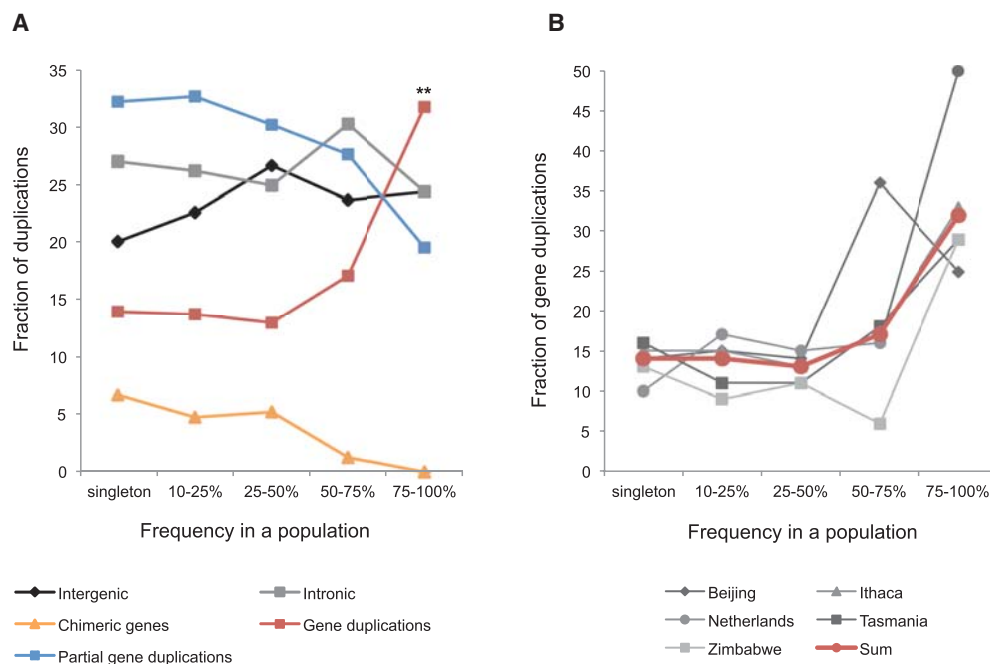 A
Fraction of duplications
35
30
25
20
15
10
5
0
**
singleton 10-25% 25-50% 50-75% 75-100%
Frequency in a population
Intergenic Intronic
Chimeric genes Gene duplications
Partial gene duplications
B
Fraction of gene duplications
50
45
40
35
30
25
20
15
10
5
0
singleton 10-25% 25-50% 50-75% 75-100%
Frequency in a population
Beijing Ithaca
Netherlands Tasmania
Zimbabwe Sum